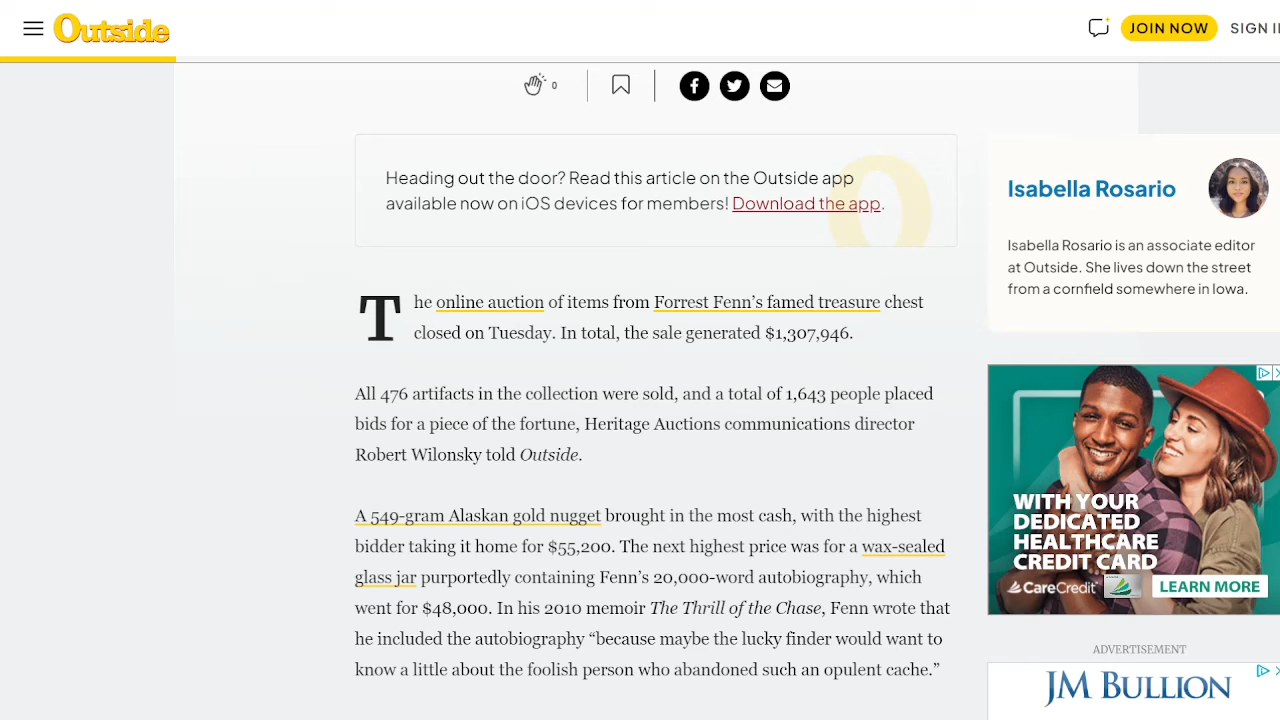 Outside
JOIN NOW
SIGN I
0
Heading out the door? Read this article on the Outside app
available now on iOS devices for members! Download the app.
Isabella Rosario
Isabella Rosario is an associate editor
at Outside. She lives down the street
from a cornfield somewhere in Iowa.
The online auction of items from Forrest Fenn’s famed treasure chest
closed on Tuesday. In total, the sale generated $1,307,946.
All 476 artifacts in the collection were sold, and a total of 1,643 people placed
bids for a piece of the fortune, Heritage Auctions communications director
Robert Wilonsky told Outside.
A 549-gram Alaskan gold nugget brought in the most cash, with the highest
bidder taking it home for $55,200. The next highest price was for a wax-sealed
glass jar purportedly containing Fenn’s 20,000-word autobiography, which
went for $48,000. In his 2010 memoir The Thrill of the Chase, Fenn wrote that
he included the autobiography “because maybe the lucky finder would want to
know a little about the foolish person who abandoned such an opulent cache.”
WITH YOUR
DEDICATED
HEALTHCARE
CREDIT CARD
CareCredit
LEARN MORE
ADVERTISEMENT
JM BULLION